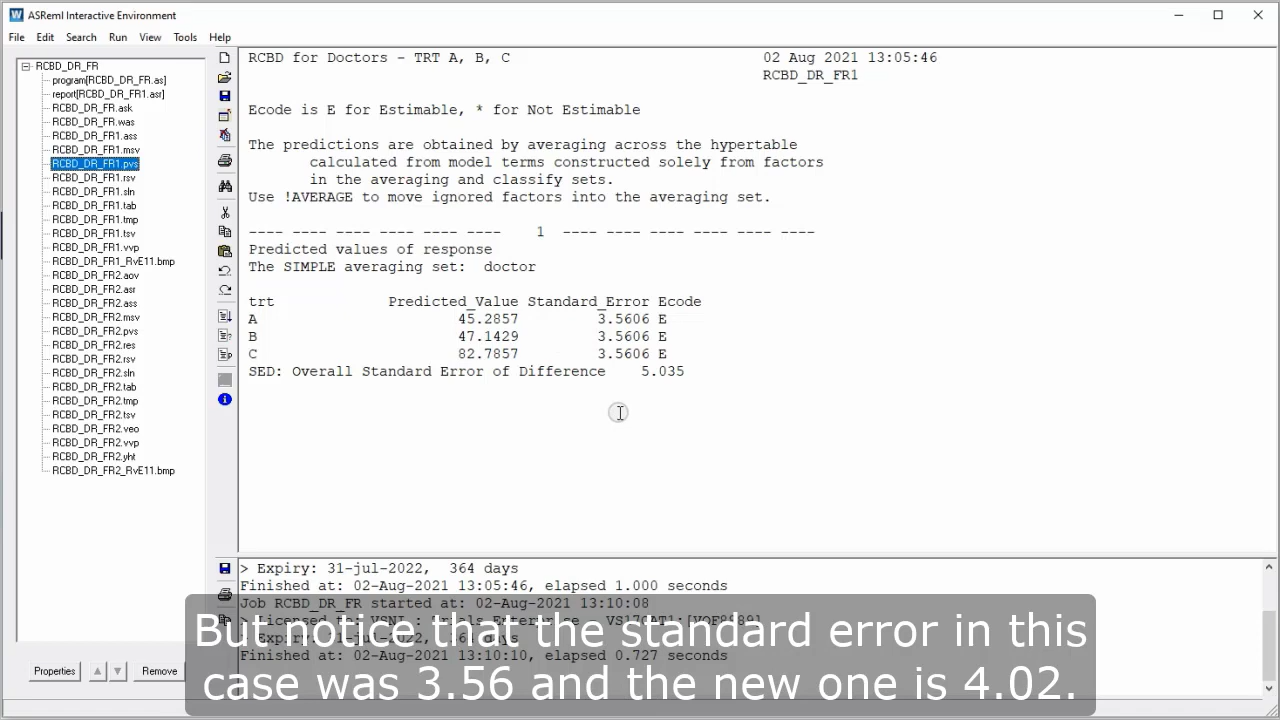 ASReml Interactive Environment
File Edit Search Run View Tools Help
RCBD_DR_FR
program[RCBD_DR_FR.as]
report[RCBD_DR_FR1.asr]
RCBD_DR_FR.ask
RCBD_DR_FR.was
RCBD_DR_FR1.ass
RCBD_DR_FR1.msv
RCBD_DR_FR1.pvs
RCBD_DR_FR1.rsv
RCBD_DR_FR1.sln
RCBD_DR_FR1.tab
RCBD_DR_FR1.tmp
RCBD_DR_FR1.tsv
RCBD_DR_FR1.vvp
RCBD_DR_FR1_RvE11.bmp
RCBD_DR_FR2.aov
RCBD_DR_FR2.asr
RCBD_DR_FR2.ass
RCBD_DR_FR2.msv
RCBD_DR_FR2.pvs
RCBD_DR_FR2.res
RCBD_DR_FR2.rsv
RCBD_DR_FR2.sln
RCBD_DR_FR2.tab
RCBD_DR_FR2.tmp
RCBD_DR_FR2.tsv
RCBD_DR_FR2.veo
RCBD_DR_FR2.vvp
RCBD_DR_FR2.yht
RCBD_DR_FR2_RvE11.bmp
Properties Remove
RCBD for Doctors - TRT A, B, C 02 Aug 2021 13:05:46
RCBD_DR_FR1
Ecode is E for Estimable, * for Not Estimable
The predictions are obtained by averaging across the hypertable
calculated from model terms constructed solely from factors
in the averaging and classify sets.
Use !AVERAGE to move ignored factors into the averaging set.
---- ---- ---- ---- ---- ---- 1 ---- ---- ---- ---- ---- ----
Predicted values of response
The SIMPLE averaging set: doctor
trt Predicted_Value Standard_Error Ecode
A 45.2857 3.5606 E
B 47.1429 3.5606 E
C 82.7857 3.5606 E
SED: Overall Standard Error of Difference 5.035
> Expiry: 31-jul-2022, 364 days
Finished at: 02-Aug-2021 13:05:46, elapsed 1.000 seconds
Job RCBD_DR_FR started at: 02-Aug-2021 13:10:08
Finished at: 02-Aug-2021 13:10:10, elapsed 0.727 seconds
But notice that the standard error in this
case was 3.56 and the new one is 4.02.